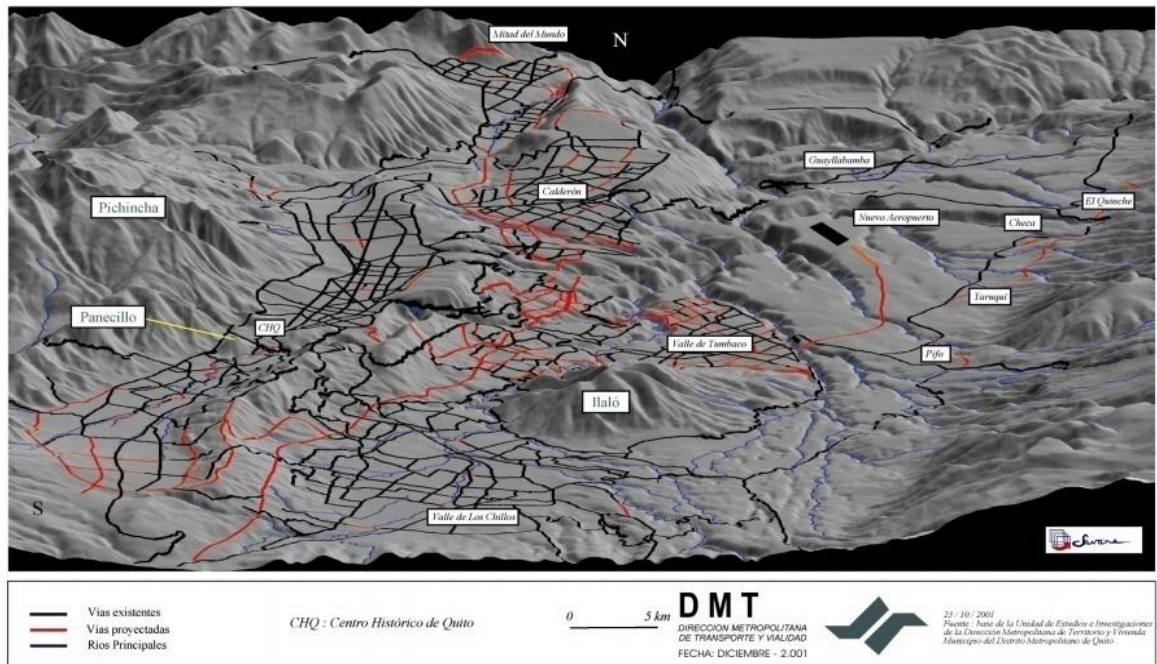 Mitad del Mundo
N
Guayllabamba
Pichincha
Calderón
El Quinche
Nuevo Aeropuerto
Checa
Yaruquí
Panecillo
CHQ
Valle de Tumbaco
Pifo
Ilaló
S
Valle de Los Chillos
Savane
Vias existentes
Vias proyectadas
Rios Principales
CHQ : Centro Histórico de Quito
0 5 km
DMT
DIRECCION METROPOLITANA
DE TRANSPORTE Y VIALIDAD
FECHA: DICIEMBRE - 2.001
23 / 10 / 2001
Fuente : base de la Unidad de Estudios e Investigaciones
de la Dirección Metropolitana de Territorio y Vivienda
Municipio del Distrito Metropolitano de Quito